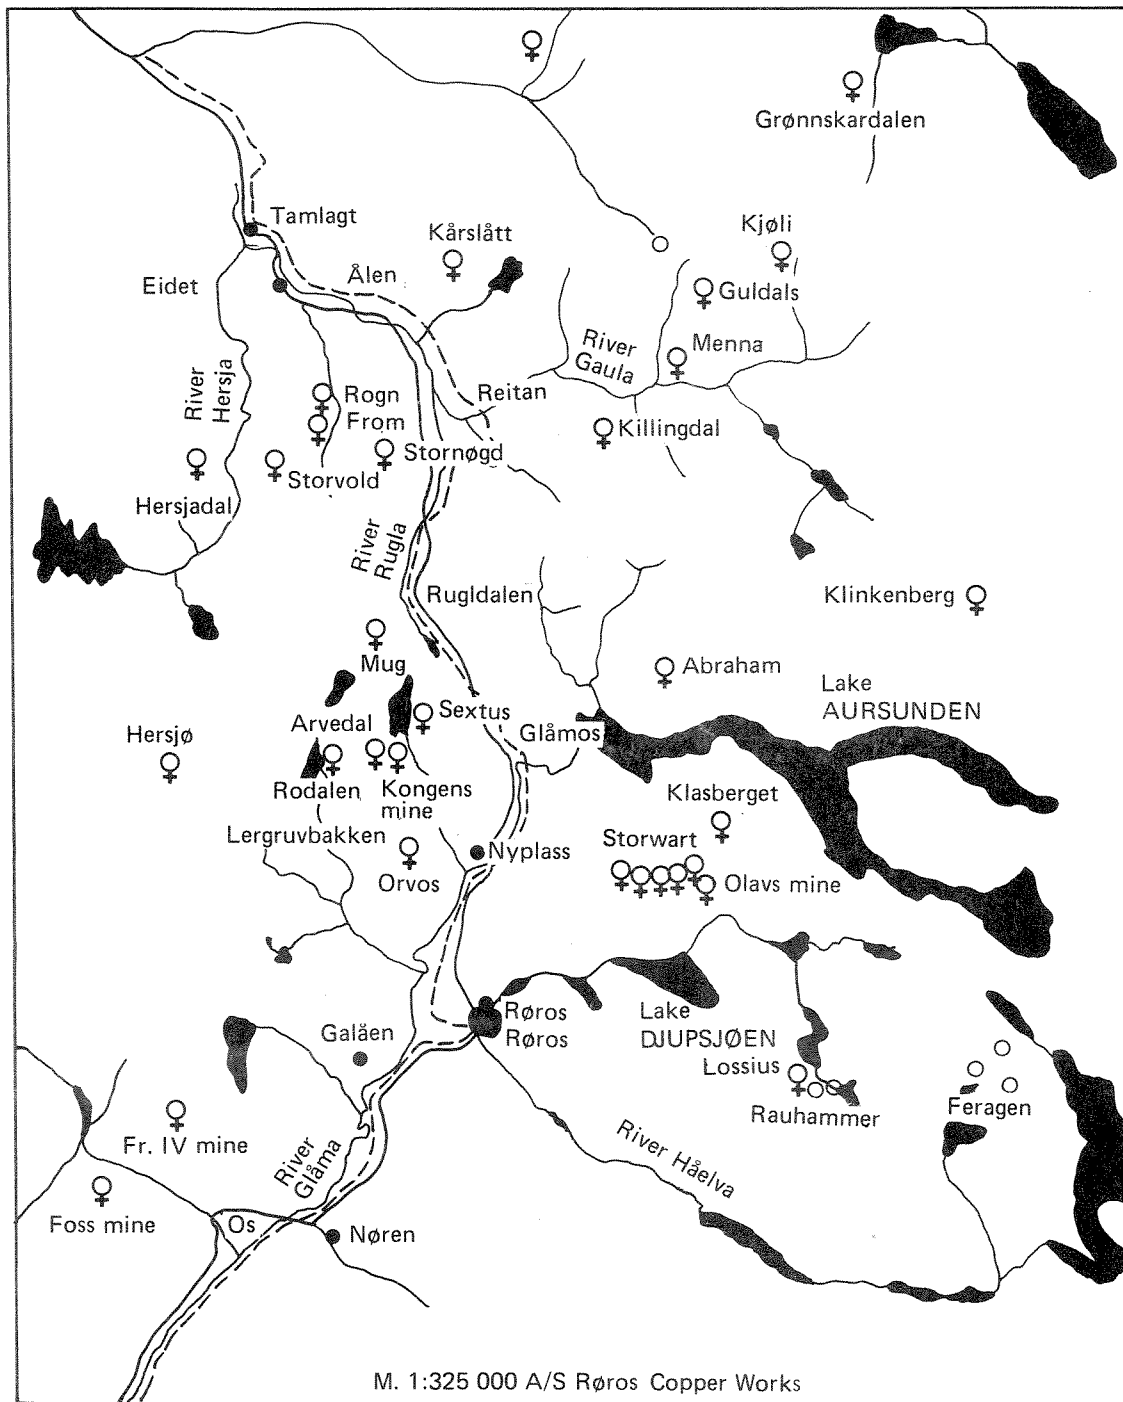 Grønnskardalen
Tamlagt
Kårslått
Kjøli
Ålen
Eidet
Guldals
River
Gaula
Menna
River
Hersja
Reitan
Rogn
From
Killingdal
Stornøgd
Storvold
Hersjadal
River
Rugla
Rugldalen
Klinkenberg
Mug
Abraham
Lake
AURSUNDEN
Arvedal
Sextus
Hersjø
Glåmos
Rodalen
Kongens
mine
Klasberget
Lergruvbakken
Storwart
Nyplass
Orvos
Olavs mine
Røros
Røros
Lake
DJUPSJØEN
Galåen
Lossius
Rauhammer
Feragen
Fr. IV mine
River
Glåma
River Håelva
Foss mine
Os
Nøren
M. 1:325 000 A/S Røros Copper Works